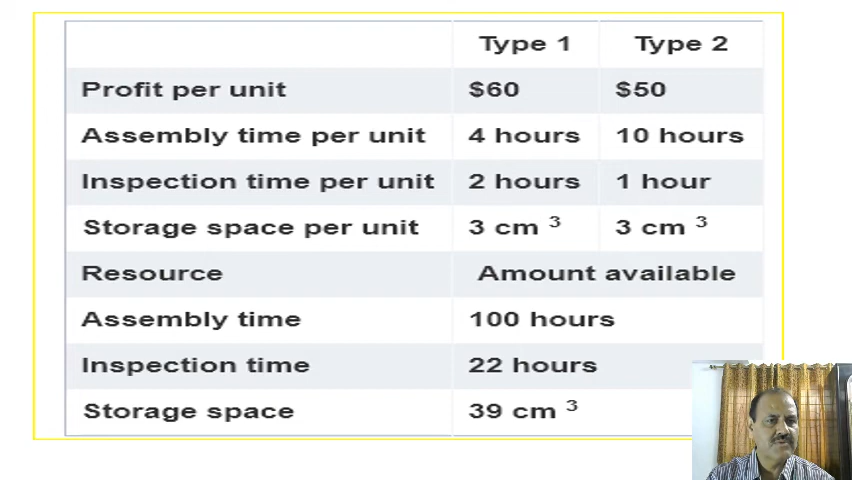 Type 1 Type 2
Profit per unit $60 $50
Assembly time per unit 4 hours 10 hours
Inspection time per unit 2 hours 1 hour
Storage space per unit 3 cm ³ 3 cm ³
Resource Amount available
Assembly time 100 hours
Inspection time 22 hours
Storage space 39 cm ³